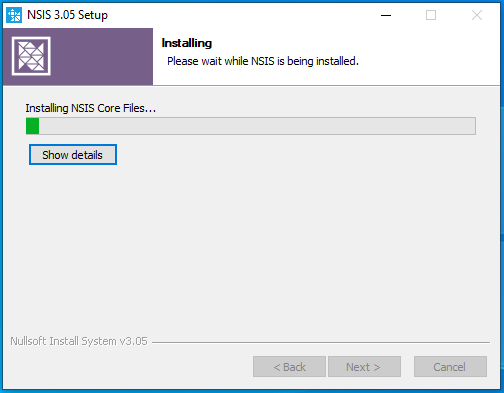 NSIS 3.05 Setup
Installing
Please wait while NSIS is being installed.
Installing NSIS Core Files...
Show details
Nullsoft Install System v3.05
< Back
Next >
Cancel